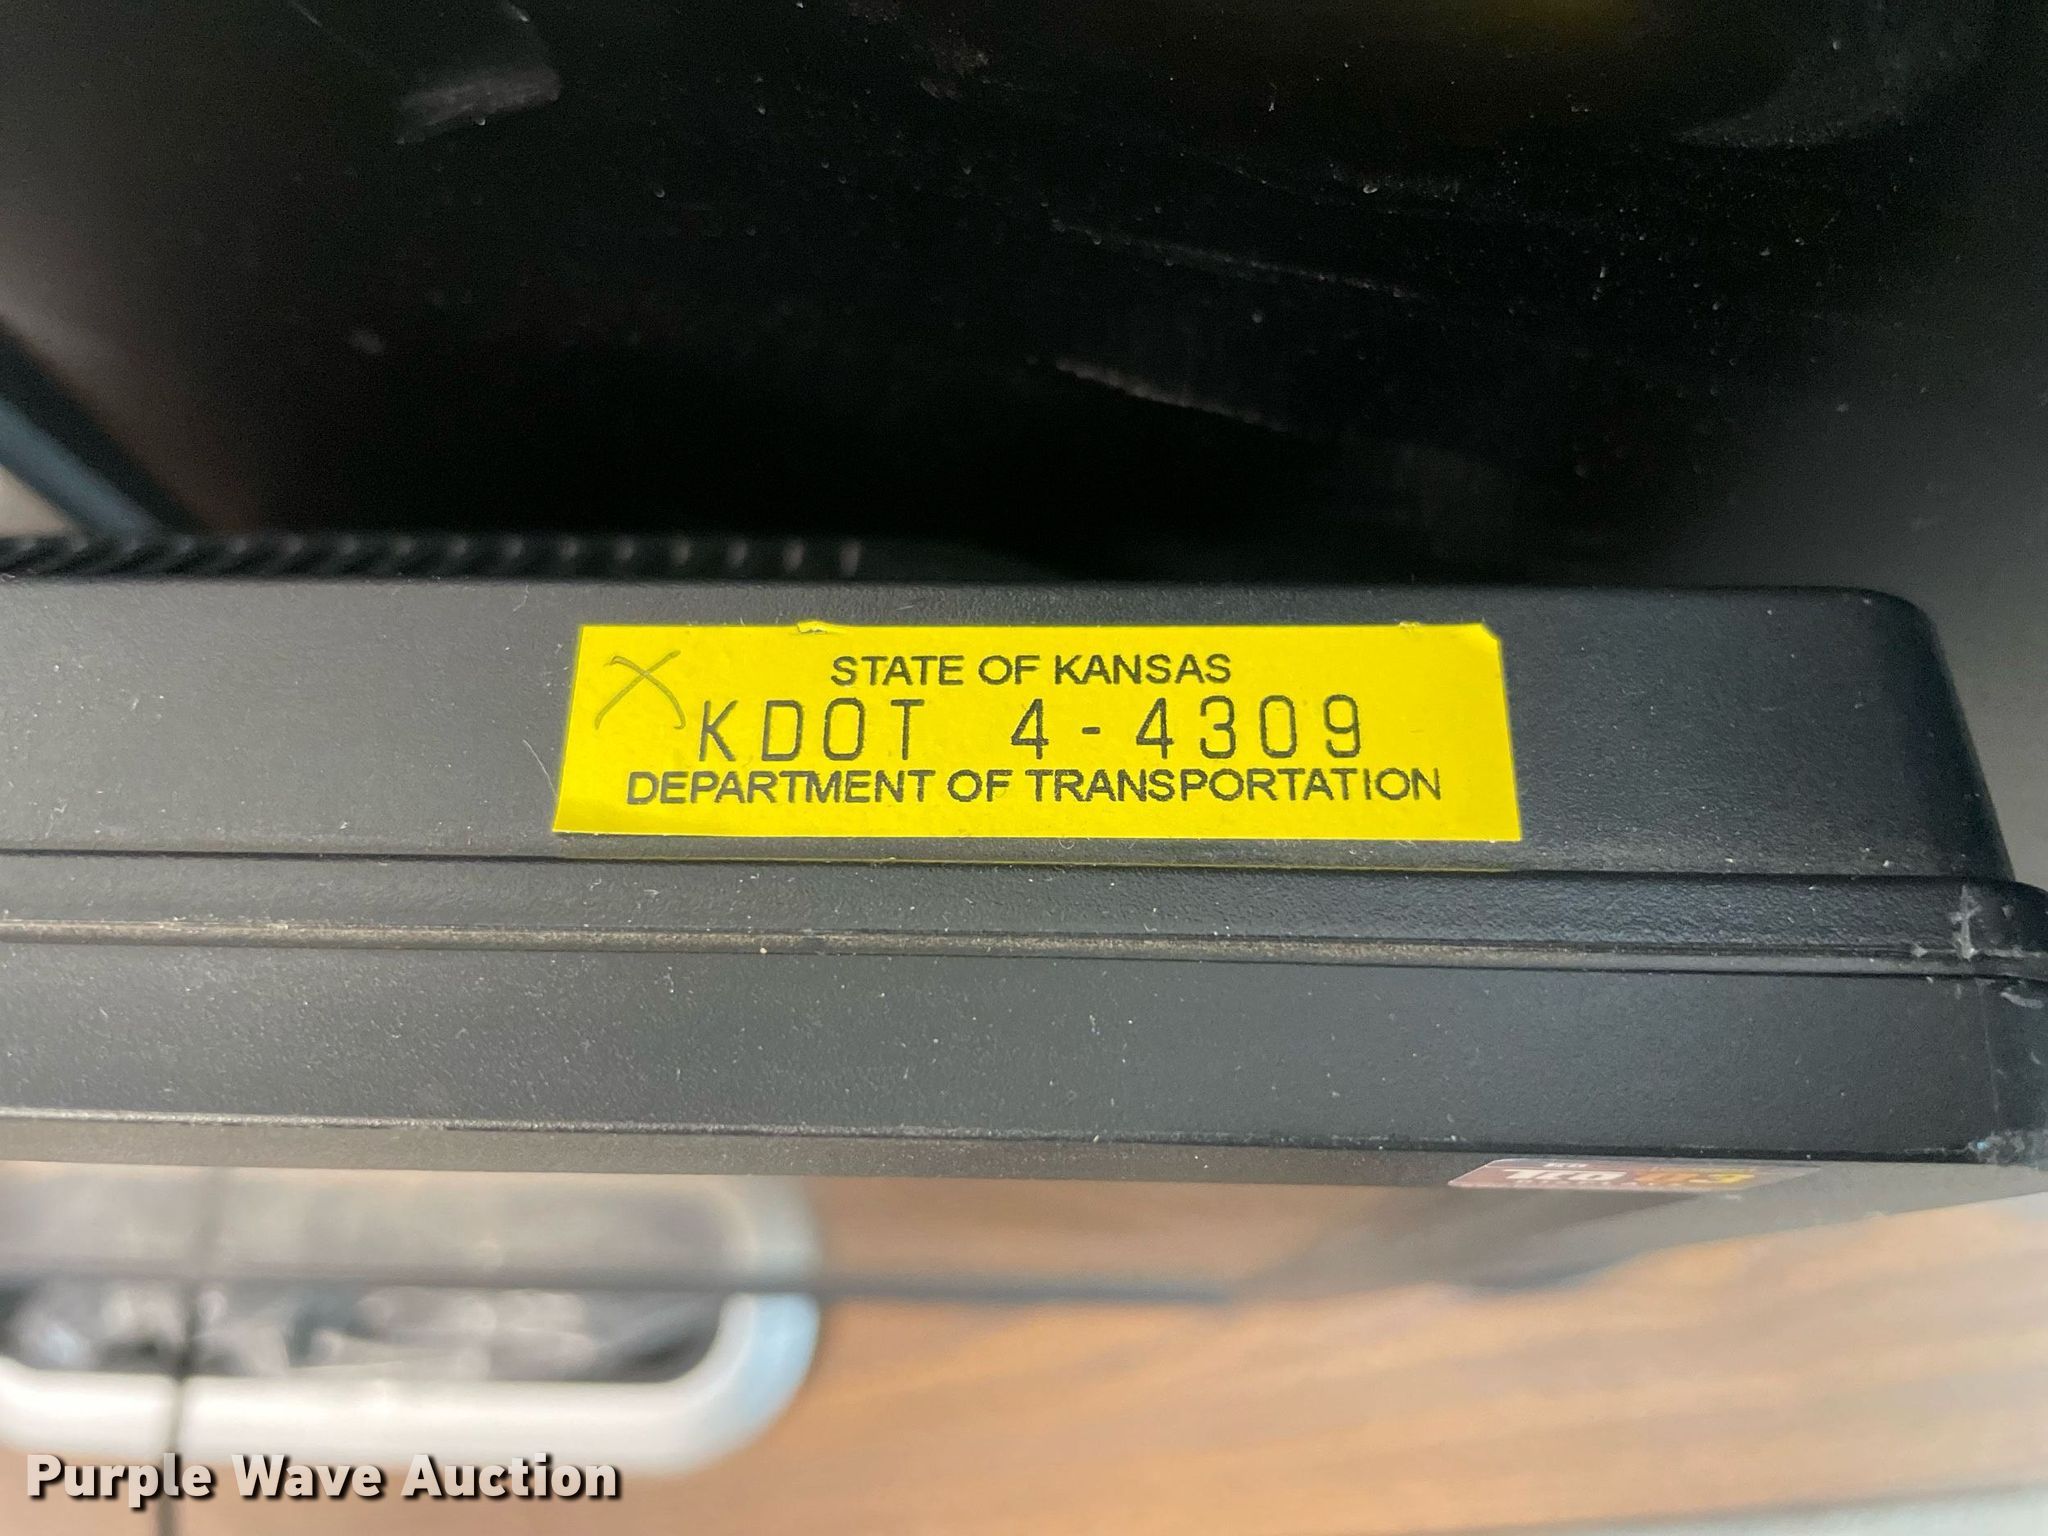 STATE OF KANSAS
KDOT 4-4309
DEPARTMENT OF TRANSPORTATION
Purple Wave Auction